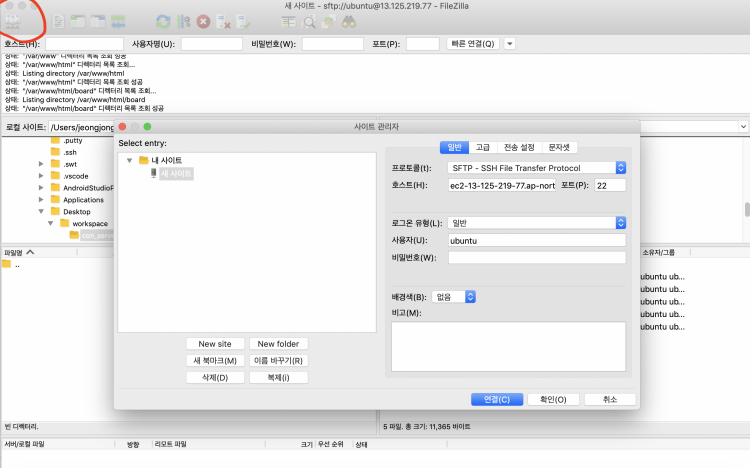 새 사이트 - sftp://ubuntu@13.125.219.77 - FileZilla
호스트(H): 사용자명(U): 비밀번호(W): 포트(P): 빠른 연결(Q)
상태: "/var/www" 디렉터리 목록 조회 성공
상태: "/var/www/html" 디렉터리 목록 조회...
상태: Listing directory /var/www/html
상태: "/var/www/html" 디렉터리 목록 조회 성공
상태: "/var/www/html/board" 디렉터리 목록 조회...
상태: Listing directory /var/www/html/board
상태: "/var/www/html/board" 디렉터리 목록 조회 성공
로컬 사이트: /Users/jeongjong
.putty
.ssh
.swt
.vscode
AndroidStudioP
Applications
Desktop
workspace
파일명
..
빈 디렉터리.
사이트 관리자
Select entry:
내 사이트
새 사이트
New site New folder
새 북마크(M) 이름 바꾸기(R)
삭제(D) 복제(i)
일반 고급 전송 설정 문자셋
프로토콜(t): SFTP - SSH File Transfer Protocol
호스트(H): ec2-13-125-219-77.ap-nort 포트(P): 22
로그온 유형(L): 일반
사용자(U): ubuntu
비밀번호(W):
배경색(B): 없음
비고(M):
연결(C) 확인(O) 취소
소유자/그룹
ubuntu ub...
ubuntu ub...
ubuntu ub...
ubuntu ub...
ubuntu ub...
5 파일. 총 크기: 11,365 바이트
서버/로컬 파일 방향 리모트 파일 크기 우선 순위 상태